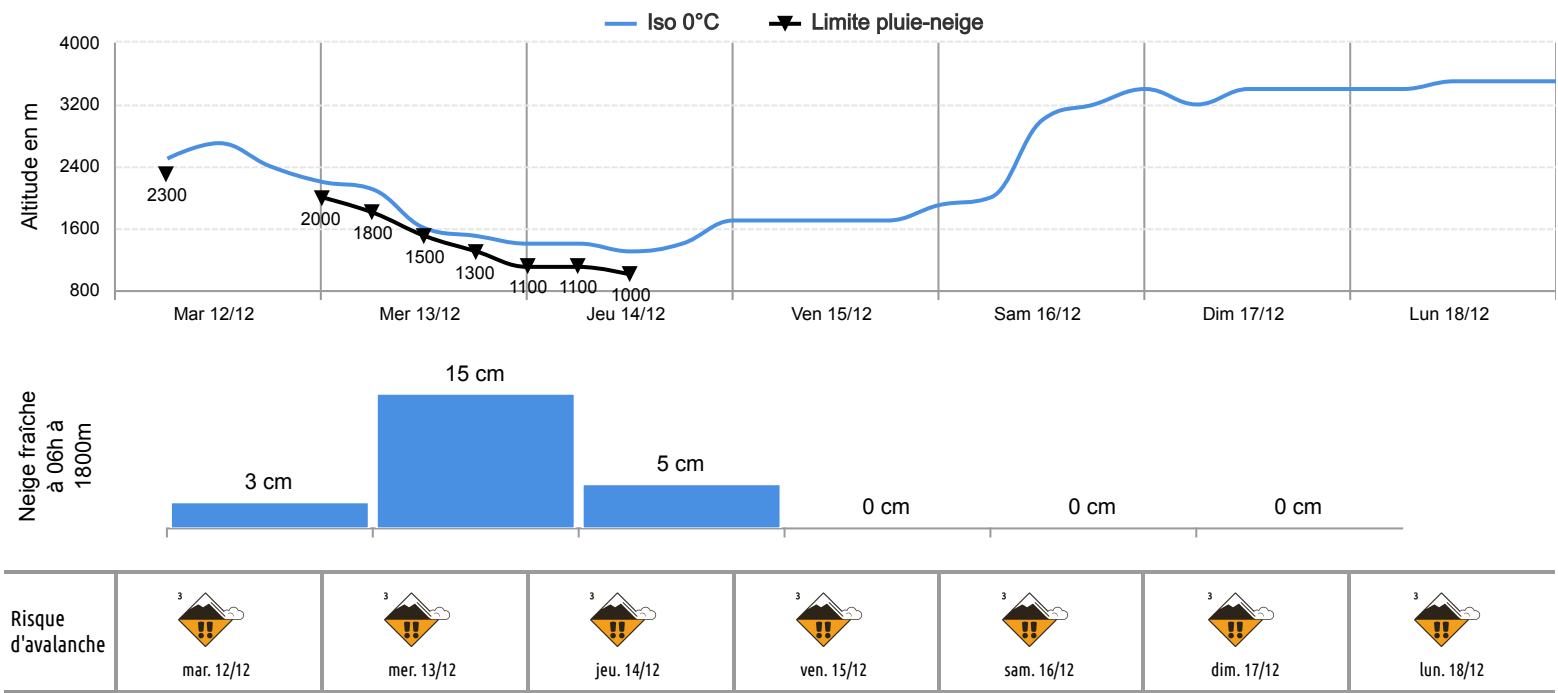 Iso 0°C Limite pluie-neige
4000
3200
2400
1600
800
Altitude en m
2300
2000
1800
1500
1300
1100
1100
1000
Mar 12/12 Mer 13/12 Jeu 14/12 Ven 15/12 Sam 16/12 Dim 17/12 Lun 18/12
Neige fraîche
à 06h à
1800m
3 cm
15 cm
5 cm
0 cm
0 cm
0 cm
Risque
d'avalanche
3 3 3 3 3 3 3
!! !! !! !! !! !! !!
mar. 12/12 mer. 13/12 jeu. 14/12 ven. 15/12 sam. 16/12 dim. 17/12 lun. 18/12